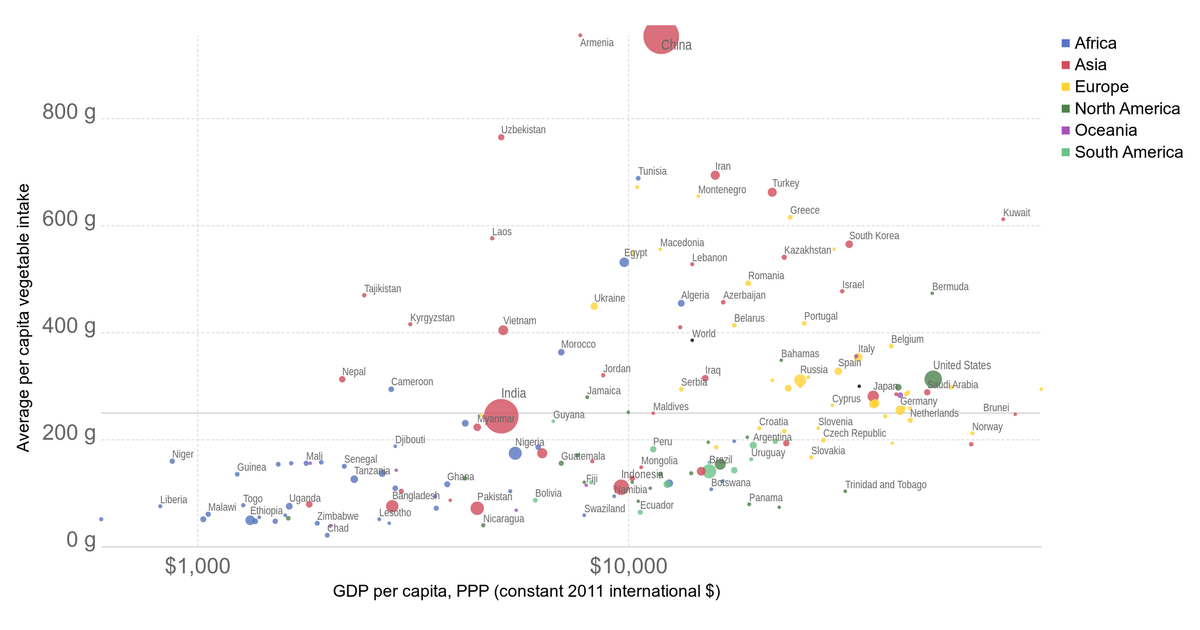 Armenia
China
Africa
Asia
Europe
North America
Oceania
South America
800 g
Uzbekistan
Tunisia
Iran
Montenegro
Turkey
Greece
Kuwait
600 g
Laos
Macedonia
South Korea
Egypt
Lebanon
Kazakhstan
Romania
Tajikistan
Ukraine
Algeria
Azerbaijan
Israel
Bermuda
Kyrgyzstan
Vietnam
Belarus
Portugal
400 g
World
Morocco
Belgium
Bahamas
Italy
Nepal
Cameroon
Jordan
Iraq
Russia
Spain
United States
India
Jamaica
Serbia
Japan
Saudi Arabia
Myanmar
Guyana
Maldives
Cyprus
Germany
Netherlands
Brunei
200 g
Djibouti
Nigeria
Peru
Croatia
Argentina
Slovenia
Czech Republic
Norway
Niger
Mali
Senegal
Guatemala
Mongolia
Brazil
Uruguay
Slovakia
Guinea
Tanzania
Ghana
Fiji
Indonesia
Botswana
Trinidad and Tobago
Liberia
Togo
Uganda
Bangladesh
Pakistan
Bolivia
Namibia
Panama
Malawi
Ethiopia
Zimbabwe
Lesotho
Nicaragua
Swaziland
Ecuador
Chad
0 g
$1,000
$10,000
Average per capita vegetable intake
GDP per capita, PPP (constant 2011 international $)